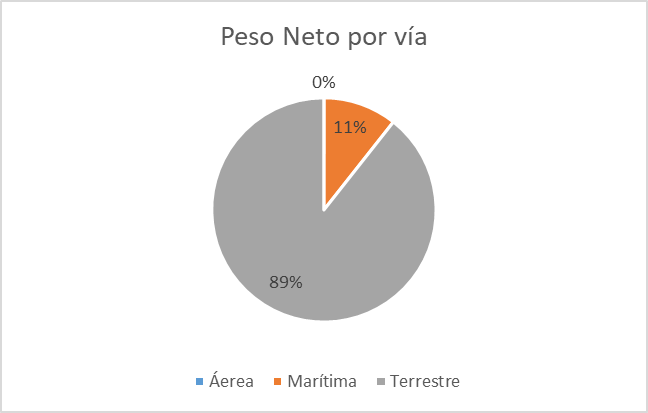 Peso Neto por vía
0%
11%
89%
Áerea Marítima Terrestre